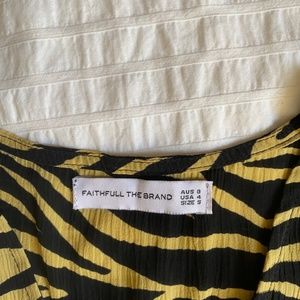 FAITHFULL THE BRAND
AUS 8
USA 4
SIZE S